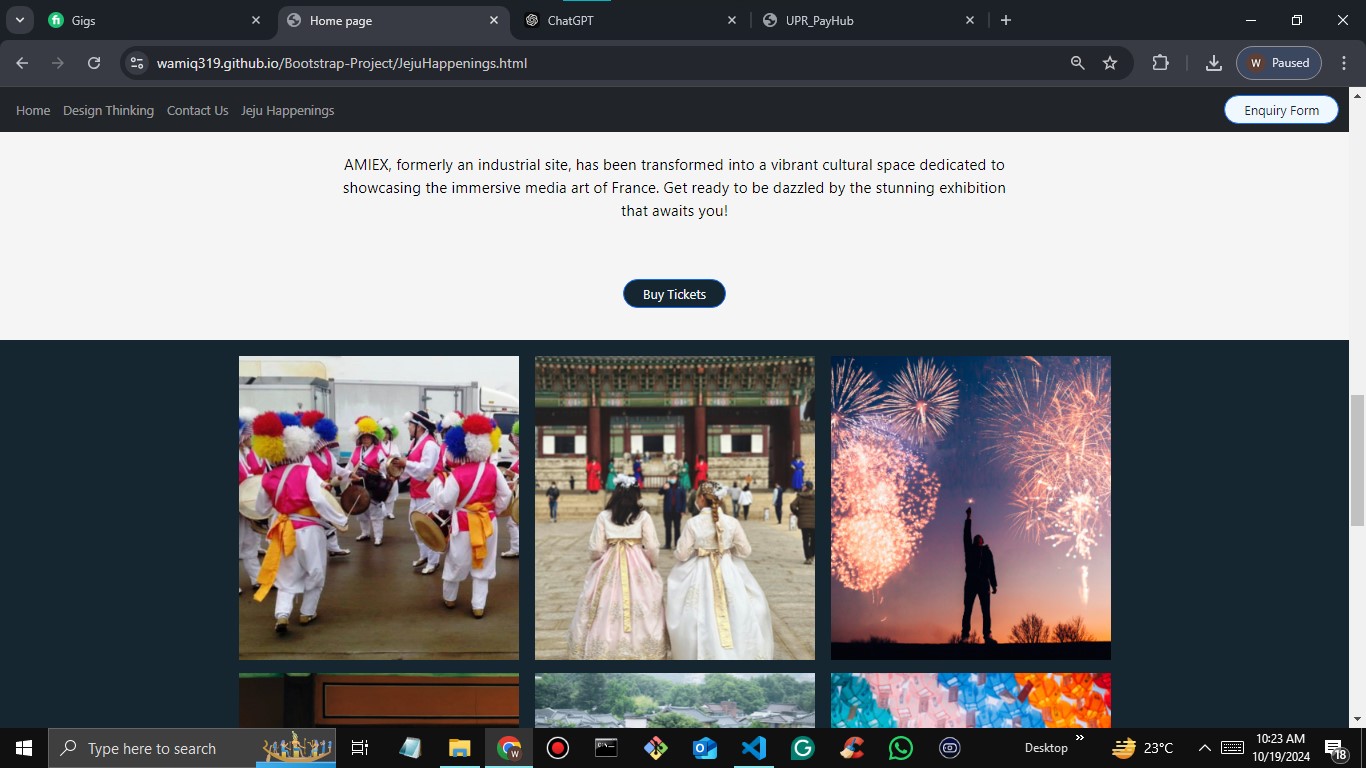 Gigs
Home page
ChatGPT
UPR_PayHub
wamiq319.github.io/Bootstrap-Project/JejuHappenings.html
W Paused
Home Design Thinking Contact Us Jeju Happenings
Enquiry Form
AMIEX, formerly an industrial site, has been transformed into a vibrant cultural space dedicated to
showcasing the immersive media art of France. Get ready to be dazzled by the stunning exhibition
that awaits you!
Buy Tickets
Type here to search
W
Desktop
23°C
10:23 AM
10/19/2024
18